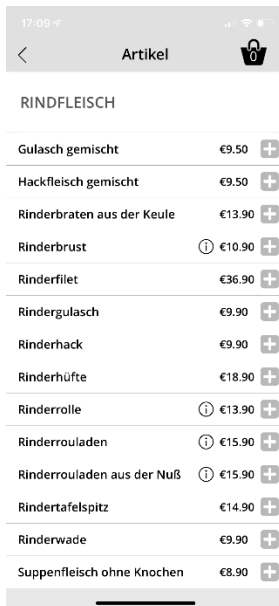 17:09
Artikel
0
RINDFLEISCH
Gulasch gemischt €9.50
Hackfleisch gemischt €9.50
Rinderbraten aus der Keule €13.90
Rinderbrust i €10.90
Rinderfilet €36.90
Rindergulasch €9.90
Rinderhack €9.90
Rinderhüfte €18.90
Rinderrolle i €13.90
Rinderrouladen i €15.90
Rinderrouladen aus der Nuß i €15.90
Rindertafelspitz €14.90
Rinderwade €9.90
Suppenfleisch ohne Knochen €8.90